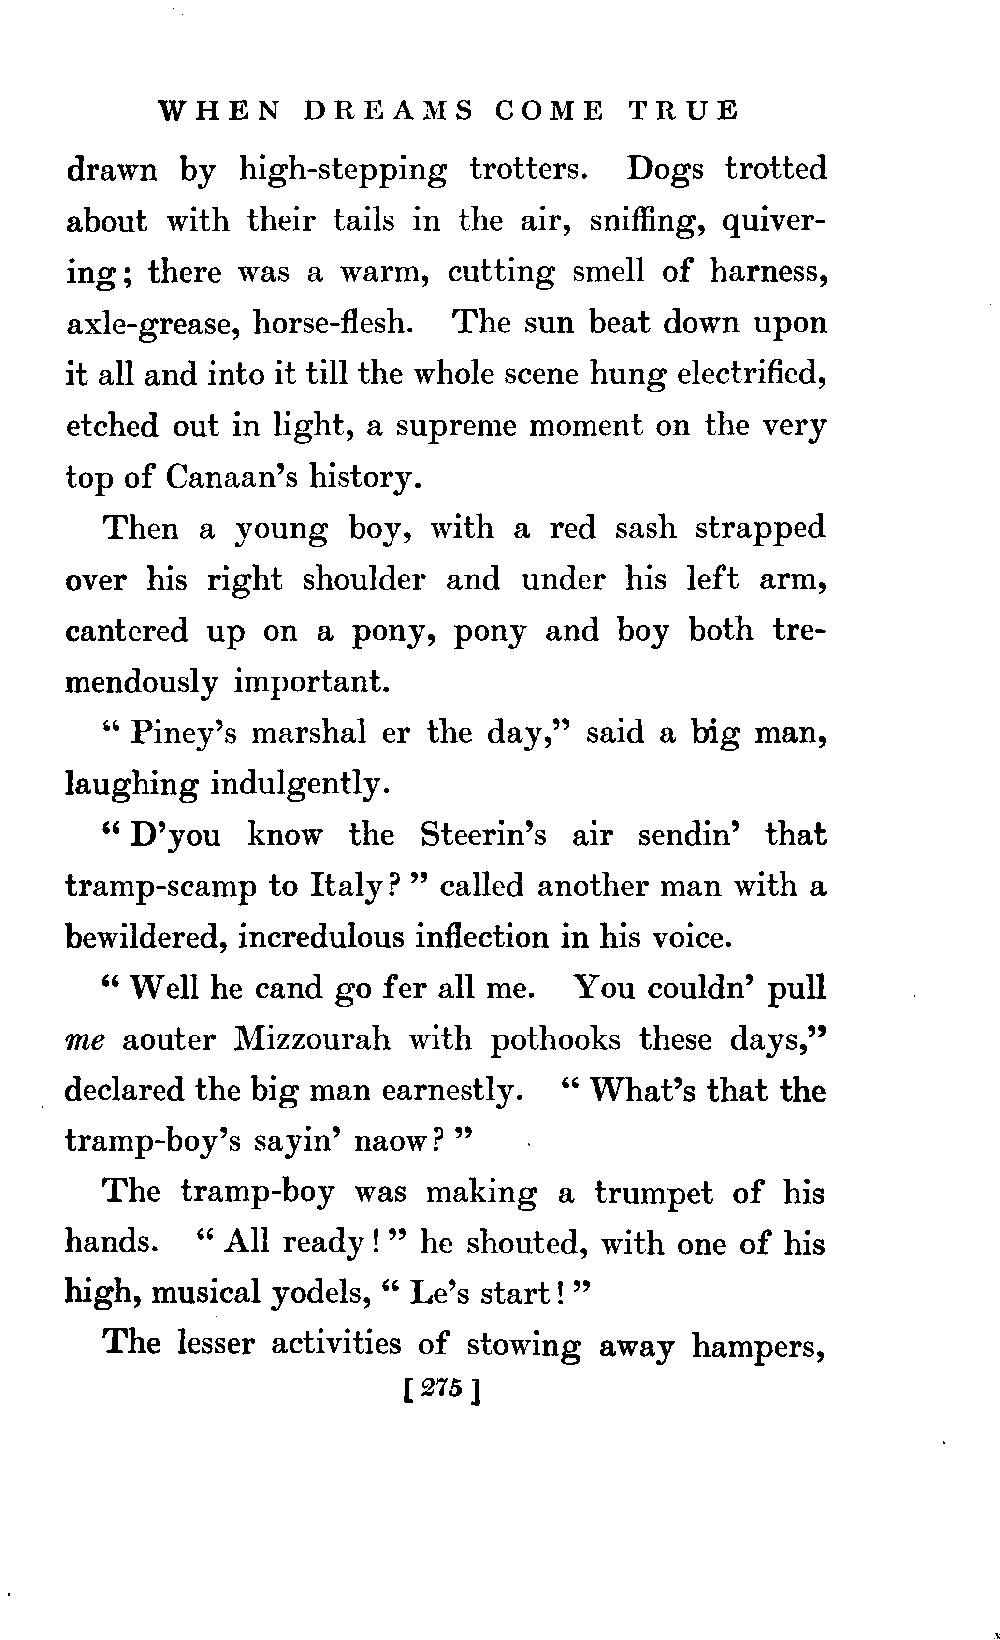 WHEN DREAMS COME TRUE
drawn by high-stepping trotters. Dogs trotted
about with their tails in the air, sniffing, quiver-
ing; there was a warm, cutting smell of harness,
axle-grease, horse-flesh. The sun beat down upon
it all and into it till the whole scene hung electrified,
etched out in light, a supreme moment on the very
top of Canaan's history.
Then a young boy, with a red sash strapped
over his right shoulder and under his left arm,
cantered up on a pony, pony and boy both tre-
mendously important.
" Piney's marshal er the day," said a big man,
laughing indulgently.
" D'you know the Steerin's air sendin' that
tramp-scamp to Italy? " called another man with a
bewildered, incredulous inflection in his voice.
" Well he cand go fer all me. You couldn' pull
me aouter Mizzourah with pothooks these days,"
declared the big man earnestly. " What's that the
tramp-boy's sayin' naow? "
The tramp-boy was making a trumpet of his
hands. " All ready! " he shouted, with one of his
high, musical yodels, " Le's start! "
The lesser activities of stowing away hampers,
[275]